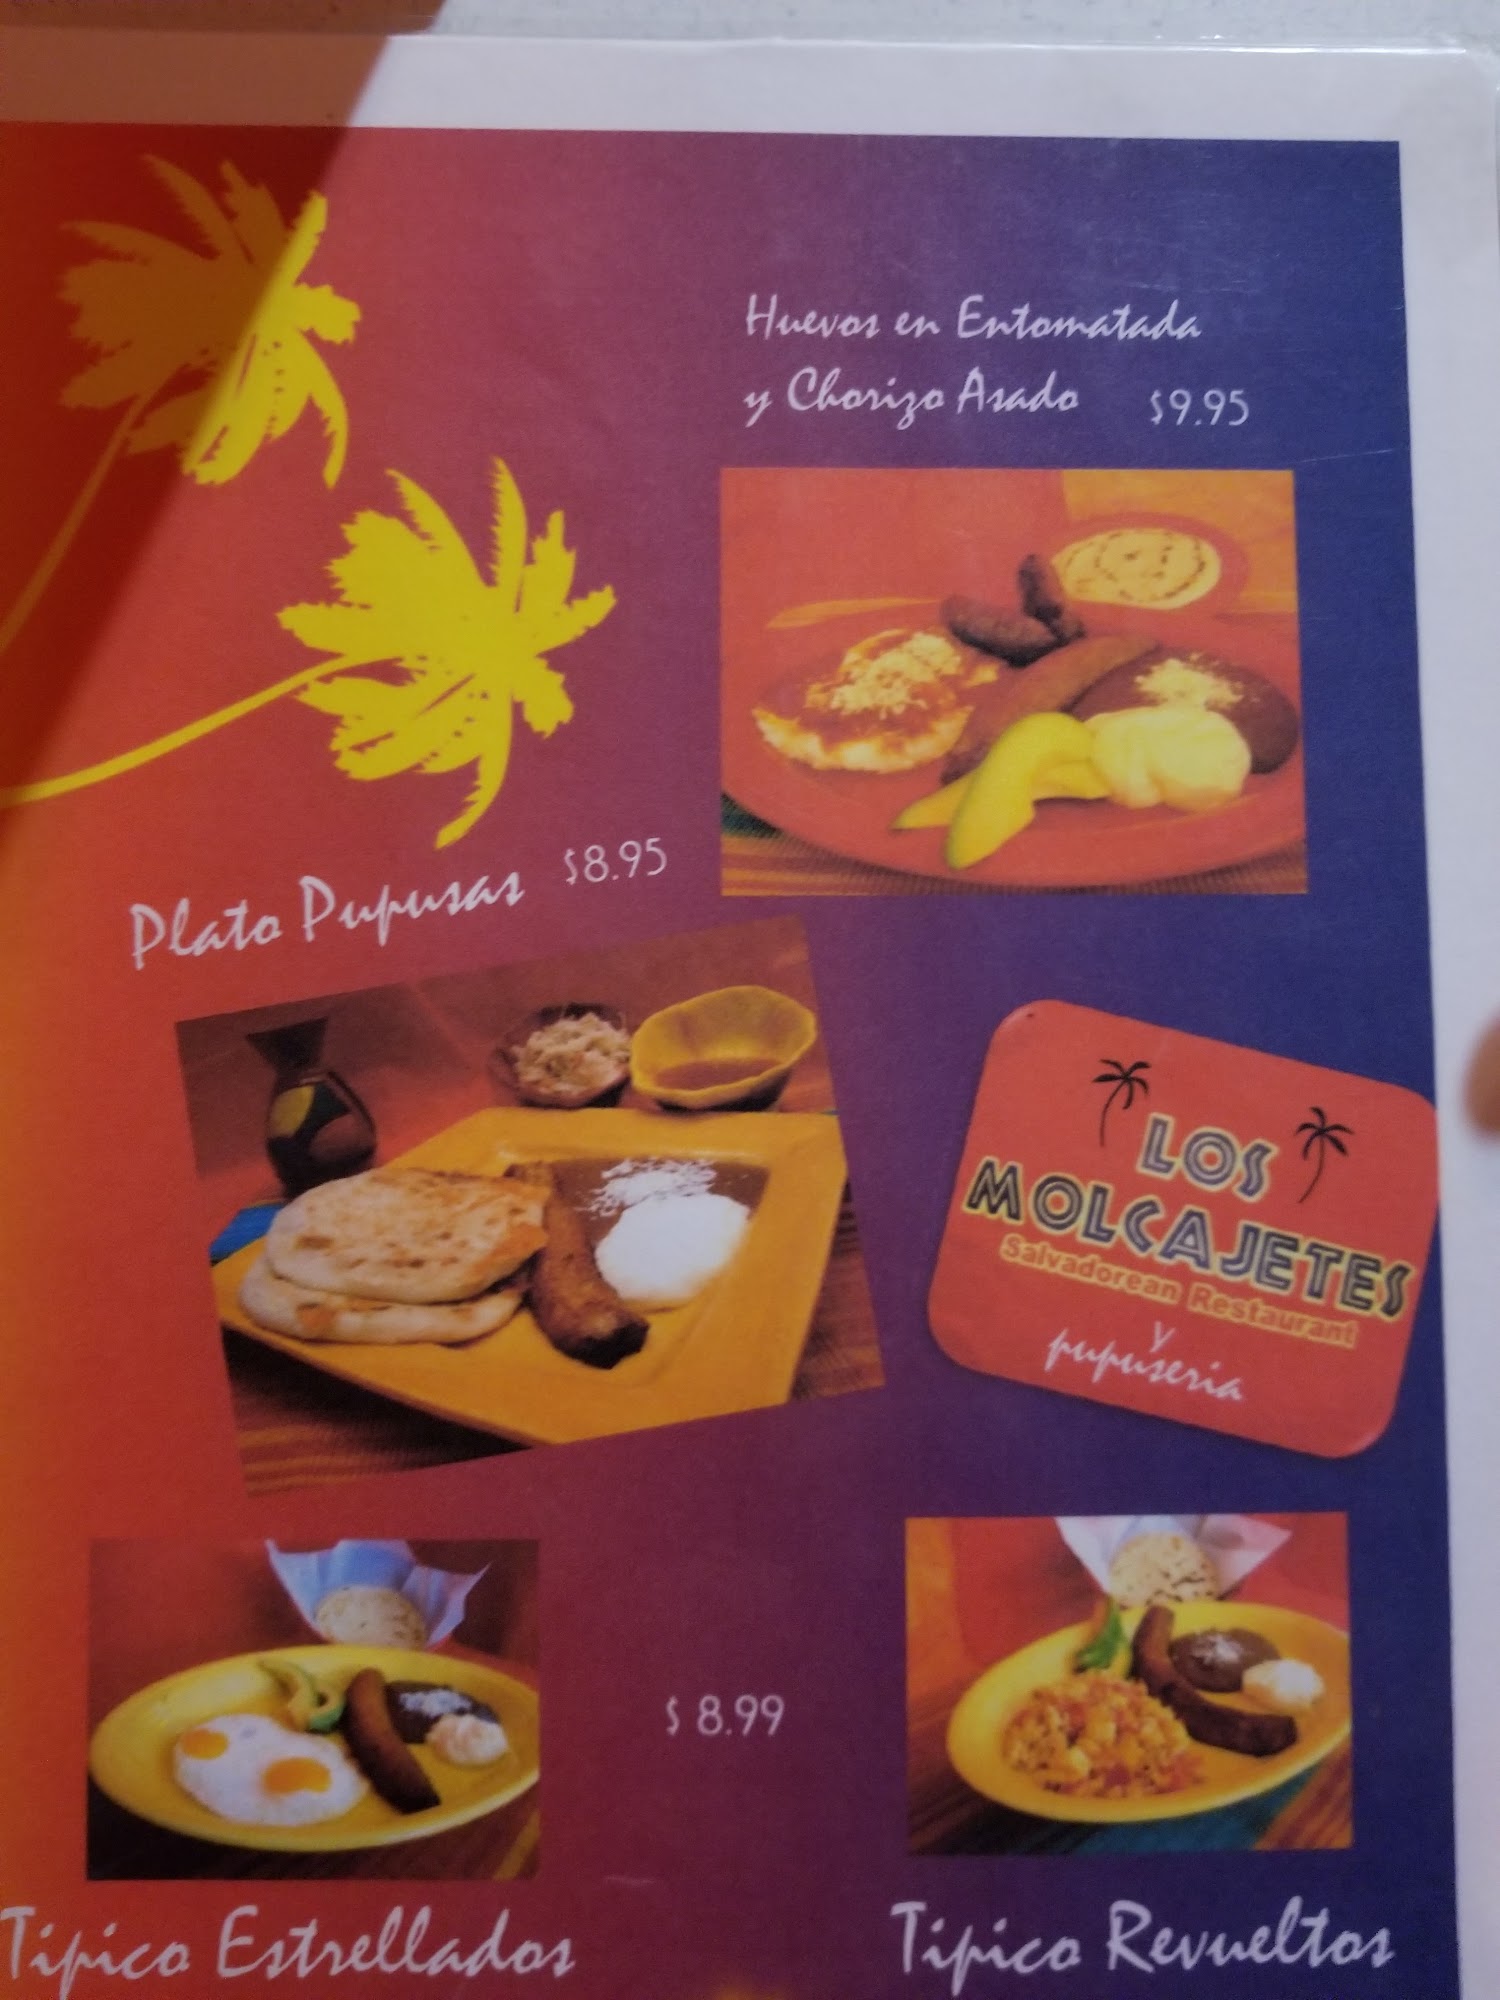 Huevos en Entomatada
y Chorizo Asado $9.95
Plato Pupusas $8.95
LOS
MOLCAJETES
Salvadorean Restaurant
y
pupuseria
$ 8.99
Tipico Estrellados
Tipico Revueltos